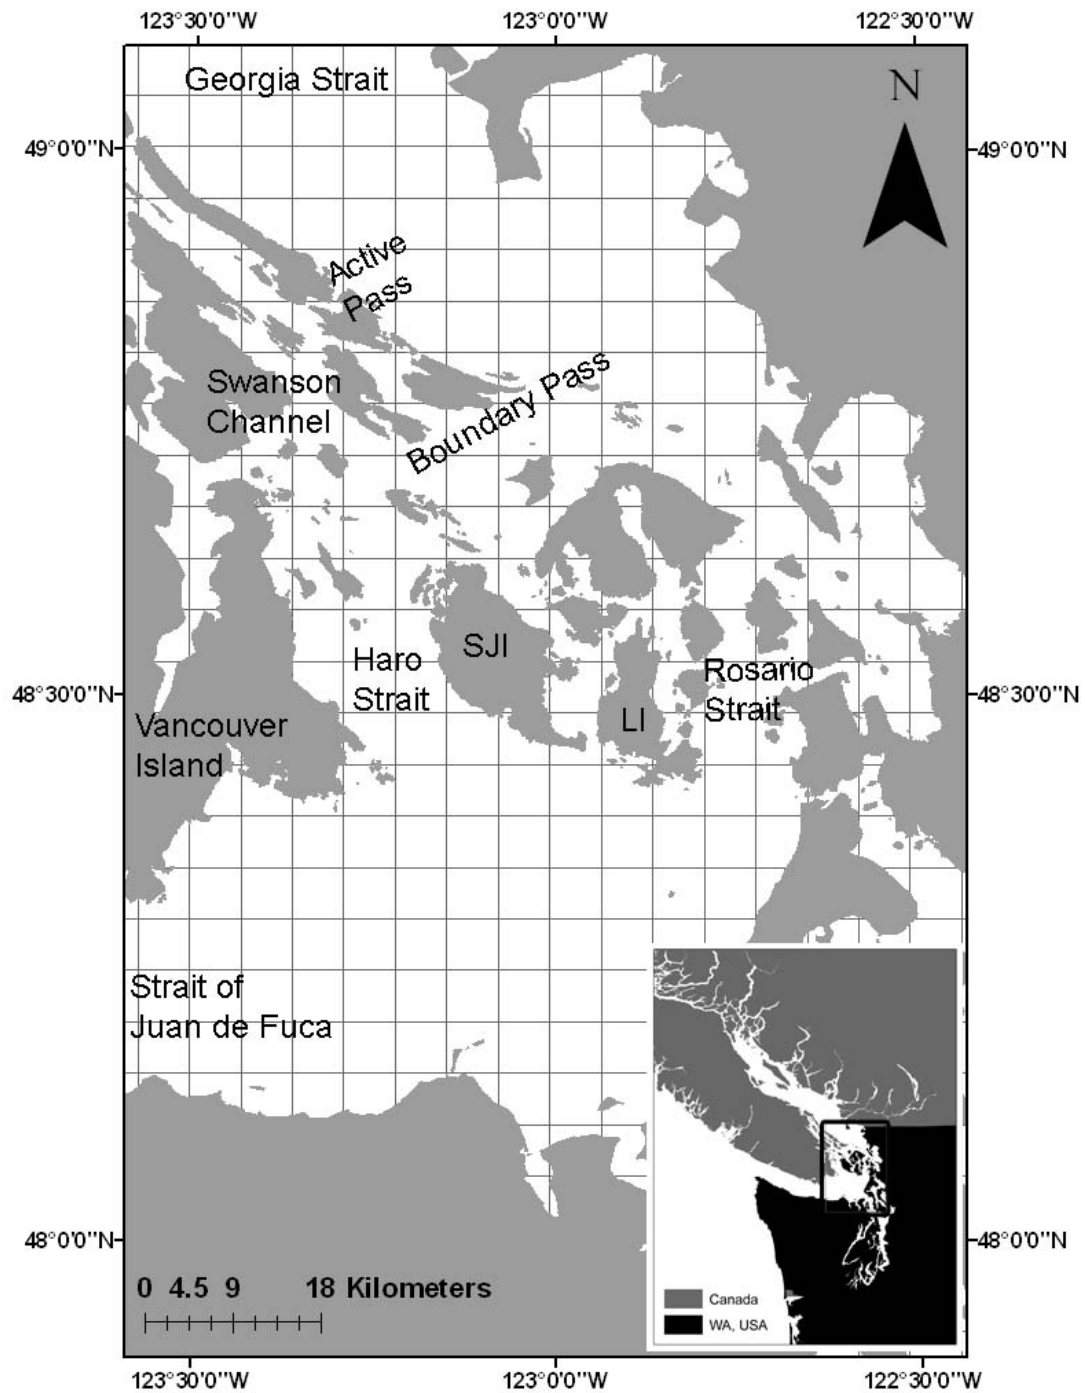 123°30'0"W 123°0'0"W 122°30'0"W
Georgia Strait
N
49°0'0"N 49°0'0"N
Active
Pass
Swanson
Channel
Boundary Pass
SJI
Haro
Strait
Rosario
Strait
48°30'0"N 48°30'0"N
LI
Vancouver
Island
Strait of
Juan de Fuca
48°0'0"N 48°0'0"N
0 4.5 9 18 Kilometers
Canada
WA, USA
123°30'0"W 123°0'0"W 122°30'0"W